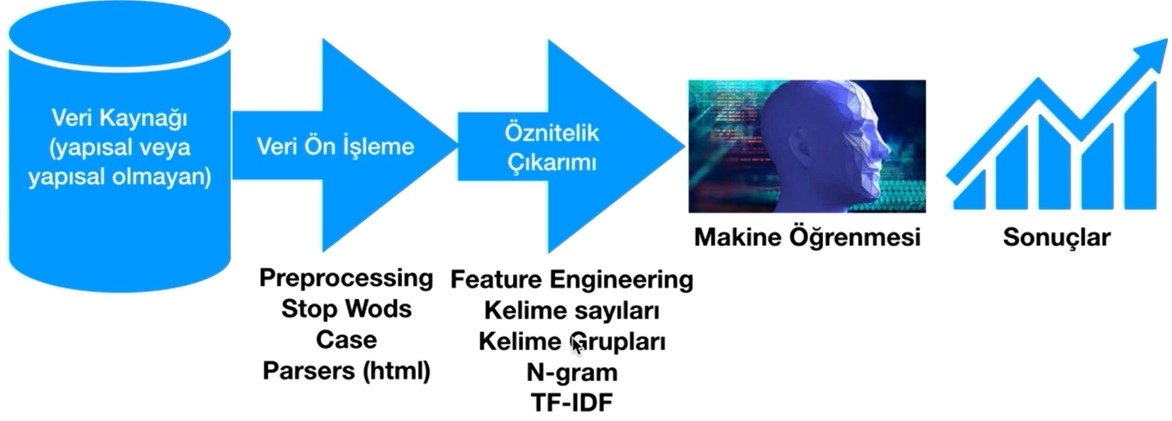 Veri Kaynağı
(yapısal veya
yapısal olmayan)
Veri Ön İşleme
Öznitelik
Çıkarımı
Makine Öğrenmesi
Sonuçlar
Preprocessing
Stop Wods
Case
Parsers (html)
Feature Engineering
Kelime sayıları
Kelime Grupları
N-gram
TF-IDF